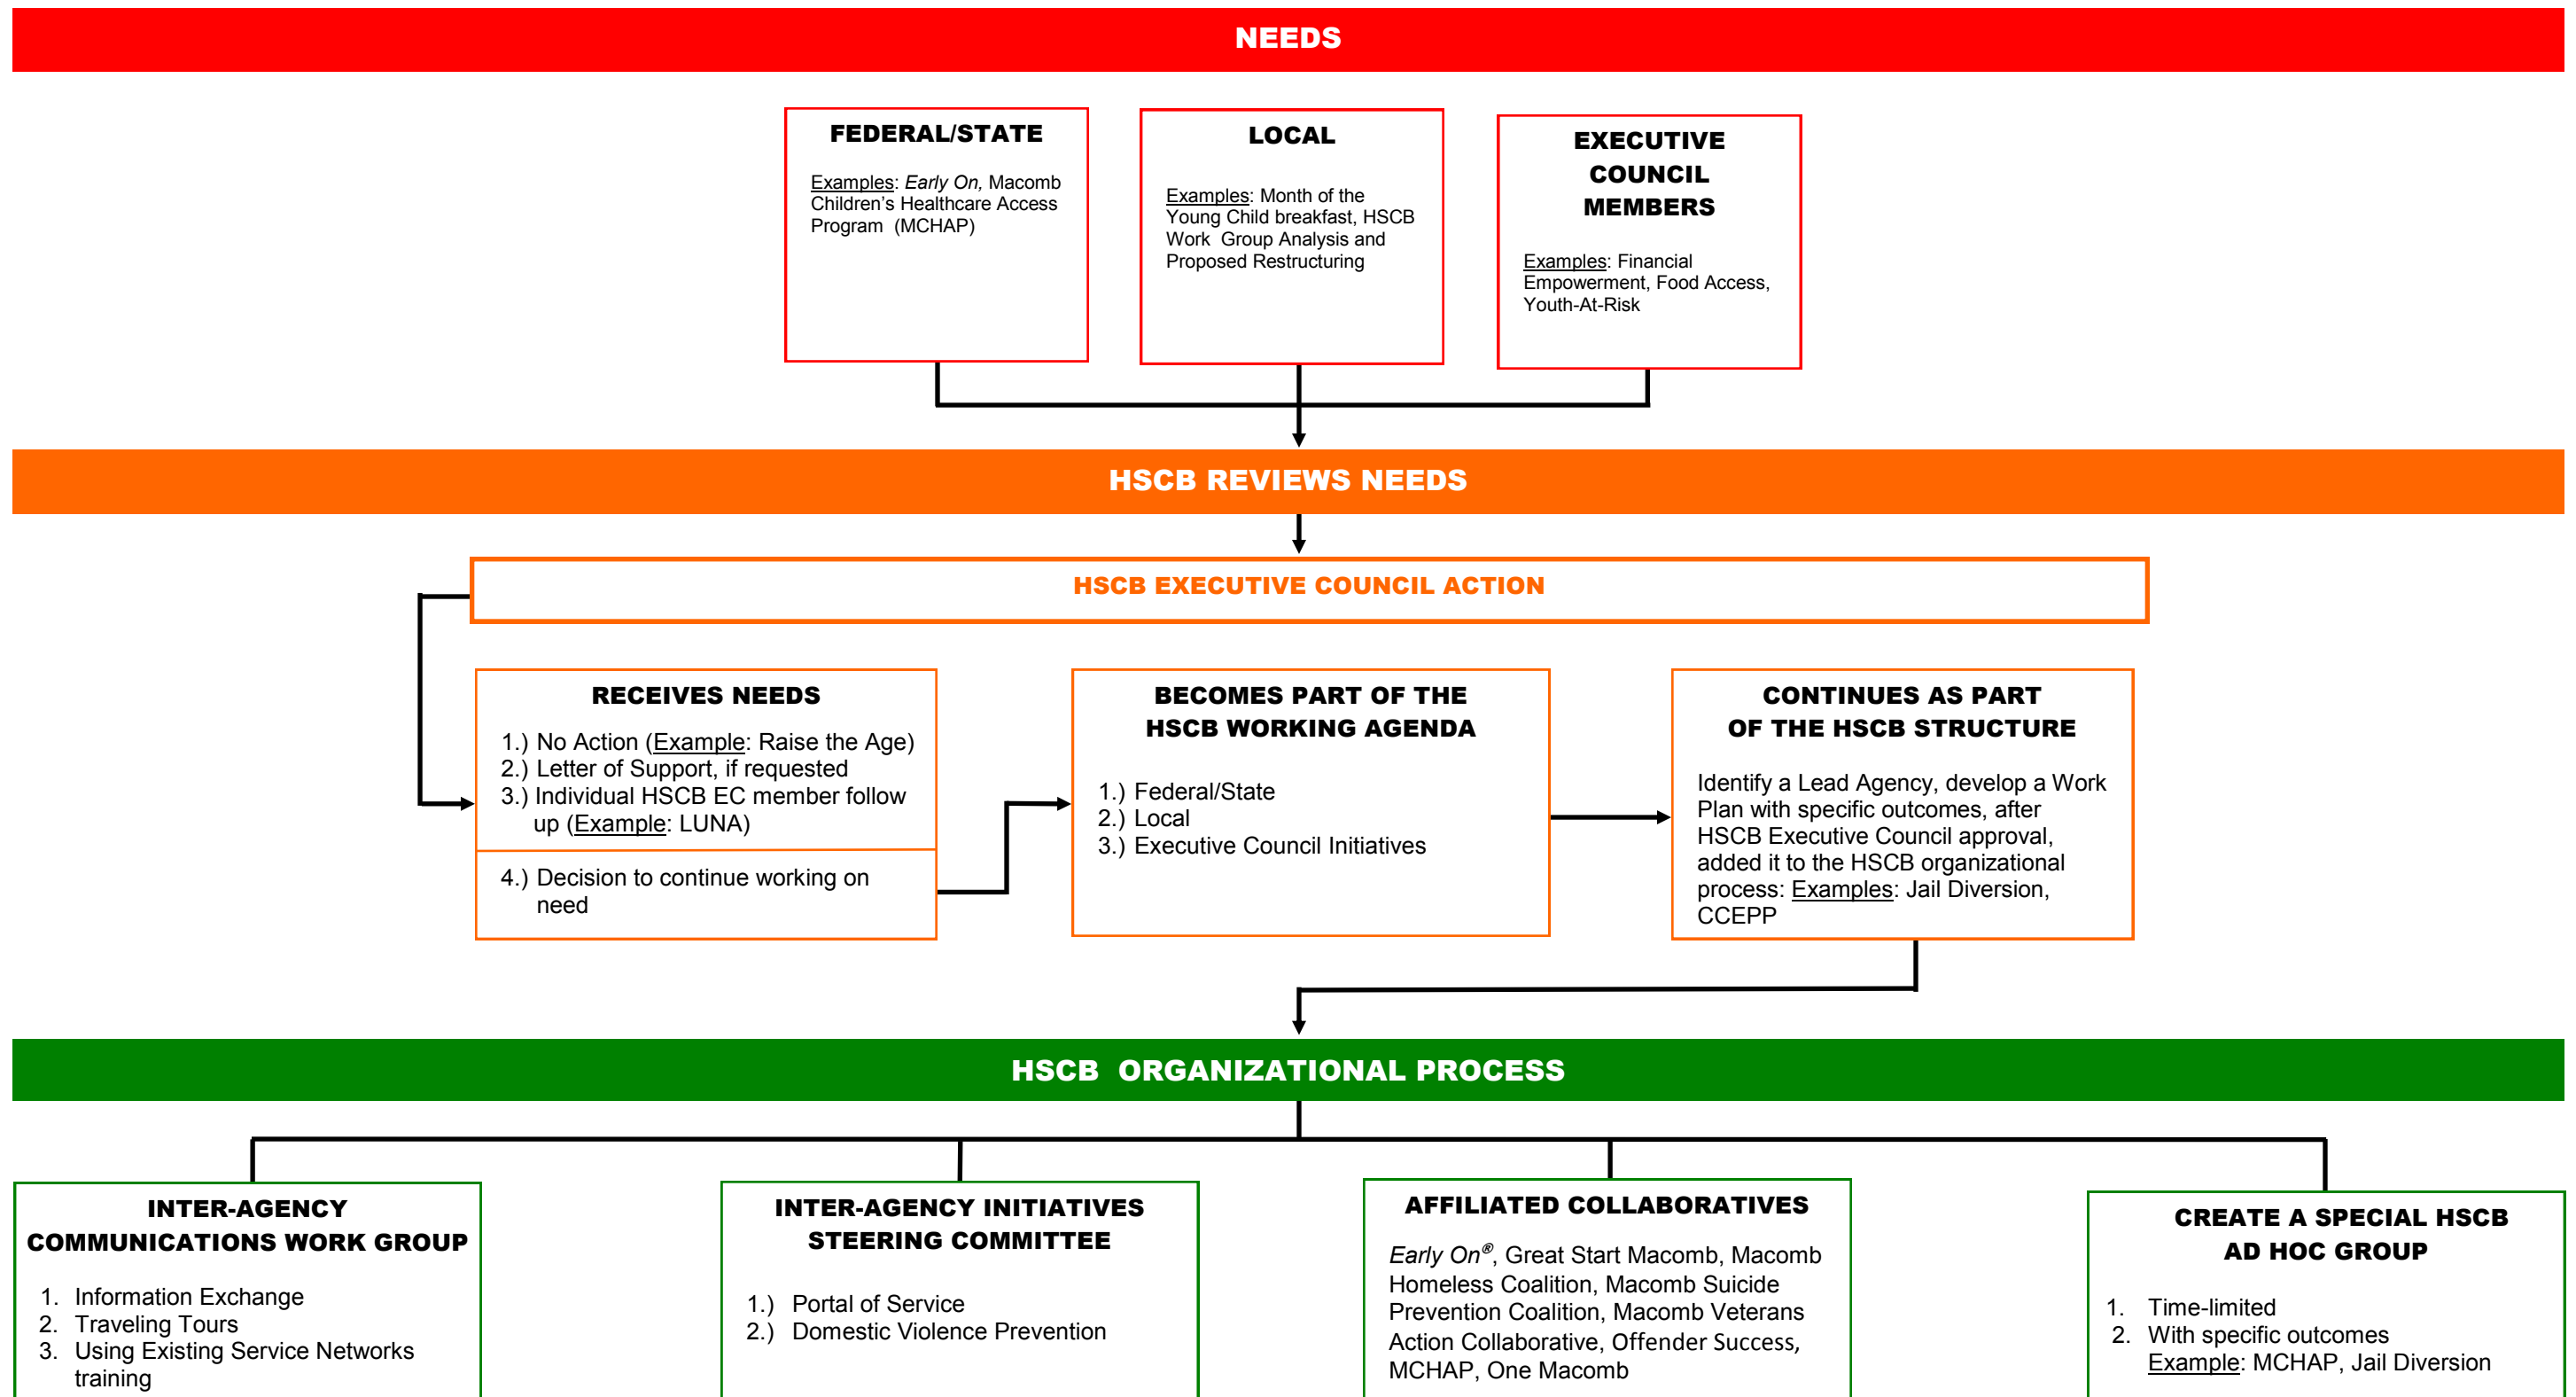 NEEDS
FEDERAL/STATE
Examples: Early On, Macomb
Children's Healthcare Access
Program (MCHAP)
LOCAL
Examples: Month of the
Young Child breakfast, HSCB
Work Group Analysis and
Proposed Restructuring
EXECUTIVE
COUNCIL
MEMBERS
Examples: Financial
Empowerment, Food Access,
Youth-At-Risk
HSCB REVIEWS NEEDS
HSCB EXECUTIVE COUNCIL ACTION
RECEIVES NEEDS
1.) No Action (Example: Raise the Age)
2.) Letter of Support, if requested
3.) Individual HSCB EC member follow
up (Example: LUNA)
4.) Decision to continue working on
need
BECOMES PART OF THE
HSCB WORKING AGENDA
1.) Federal/State
2.) Local
3.) Executive Council Initiatives
CONTINUES AS PART
OF THE HSCB STRUCTURE
Identify a Lead Agency, develop a Work
Plan with specific outcomes, after
HSCB Executive Council approval,
added it to the HSCB organizational
process: Examples: Jail Diversion,
CCEPP
HSCB ORGANIZATIONAL PROCESS
INTER-AGENCY
COMMUNICATIONS WORK GROUP
1. Information Exchange
2. Traveling Tours
3. Using Existing Service Networks
training
INTER-AGENCY INITIATIVES
STEERING COMMITTEE
1.) Portal of Service
2.) Domestic Violence Prevention
AFFILIATED COLLABORATIVES
Early On®, Great Start Macomb, Macomb
Homeless Coalition, Macomb Suicide
Prevention Coalition, Macomb Veterans
Action Collaborative, Offender Success,
MCHAP, One Macomb
CREATE A SPECIAL HSCB
AD HOC GROUP
1. Time-limited
2. With specific outcomes
Example: MCHAP, Jail Diversion